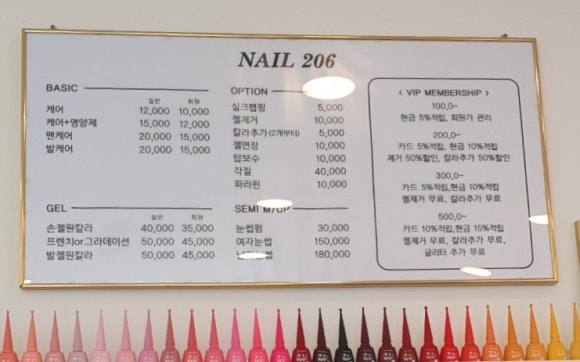 NAIL 206
BASIC
일반 회원
케어 12,000 10,000
케어+영양제 15,000 12,000
맨케어 20,000 15,000
발케어 20,000 15,000
GEL
일반 회원
손젤원칼라 40,000 35,000
프렌치or그라데이션 50,000 45,000
발젤원칼라 50,000 45,000
OPTION
실크랩핑 5,000
젤제거 10,000
칼라추가(2개부터) 5,000
젤연장 10,000
탑보수 10,000
각질 40,000
파라핀 10,000
SEMI M/UP
눈썹펌 30,000
여자눈썹 150,000
180,000
< VIP MEMBERSHIP >
100,0~
현금 5%적립, 회원가 관리
200,0~
카드 5%적립, 현금 10%적립
제거 50%할인, 칼라추가 50%할인
300,0~
카드 5%적립,현금 10%적립
젤제거 무료, 칼라추가 무료
500,0~
카드 10%적립,현금 15%적립
젤제거 무료, 칼라추가 무료,
글리터 추가 무료